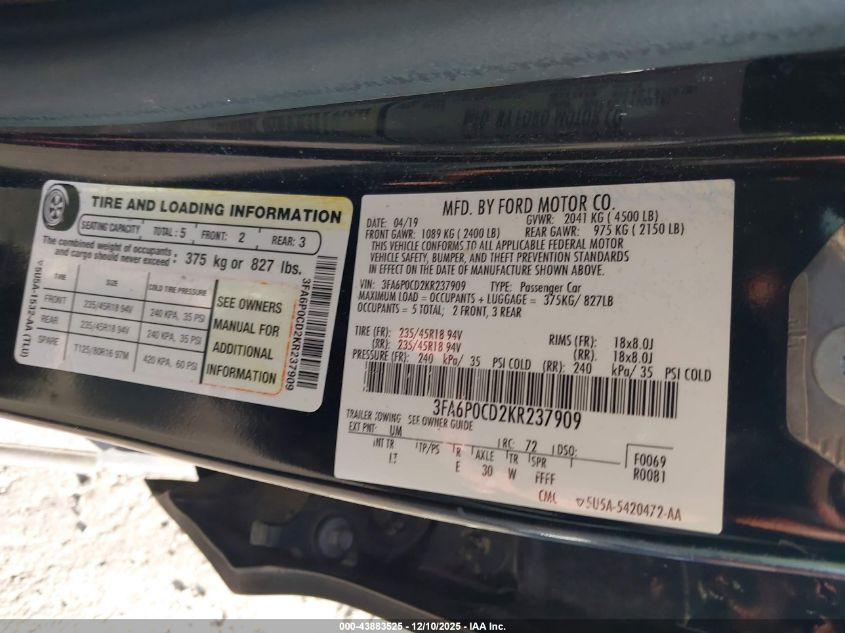 TIRE AND LOADING INFORMATION
SEATING CAPACITY TOTAL: 5 FRONT: 2 REAR: 3
The combined weight of occupants and cargo should never exceed: 375 kg or 827 lbs.
TIRE SIZE COLD TIRE PRESSURE
FRONT 235/45R18 94V 240 KPA, 35 PSI
REAR 235/45R18 94V 240 KPA, 35 PSI
SPARE T125/80R16 97M 420 KPA, 60 PSI
SEE OWNERS
MANUAL FOR
ADDITIONAL
INFORMATION
5U5A-1532-AA (TLU)
3FA6P0CD2KR237909
MFD. BY FORD MOTOR CO.
DATE: 04/19 GVWR: 2041 KG ( 4500 LB)
FRONT GAWR: 1089 KG ( 2400 LB) REAR GAWR: 975 KG ( 2150 LB)
THIS VEHICLE CONFORMS TO ALL APPLICABLE FEDERAL MOTOR
VEHICLE SAFETY, BUMPER, AND THEFT PREVENTION STANDARDS
IN EFFECT ON THE DATE OF MANUFACTURE SHOWN ABOVE.
VIN: 3FA6P0CD2KR237909 TYPE: Passenger Car
MAXIMUM LOAD = OCCUPANTS + LUGGAGE = 375KG/ 827LB
OCCUPANTS = 5 TOTAL; 2 FRONT, 3 REAR
TIRE (FR): 235/45R18 94V RIMS (FR): 18x8.0J
(RR): 235/45R18 94V (RR): 18x8.0J
PRESSURE (FR): 240 kPa/ 35 PSI COLD (RR): 240 kPa/ 35 PSI COLD
3FA6P0CD2KR237909
TRAILER TOWING SEE OWNER GUIDE
EXT PNT: UM RC: 72 DSO: F0069
INT TR TP/PS R AXLE TR SPR R0081
E 30 W FFFF
CML 5U5A-5420472-AA
000-43883525 - 12/10/2025 - IAA Inc.